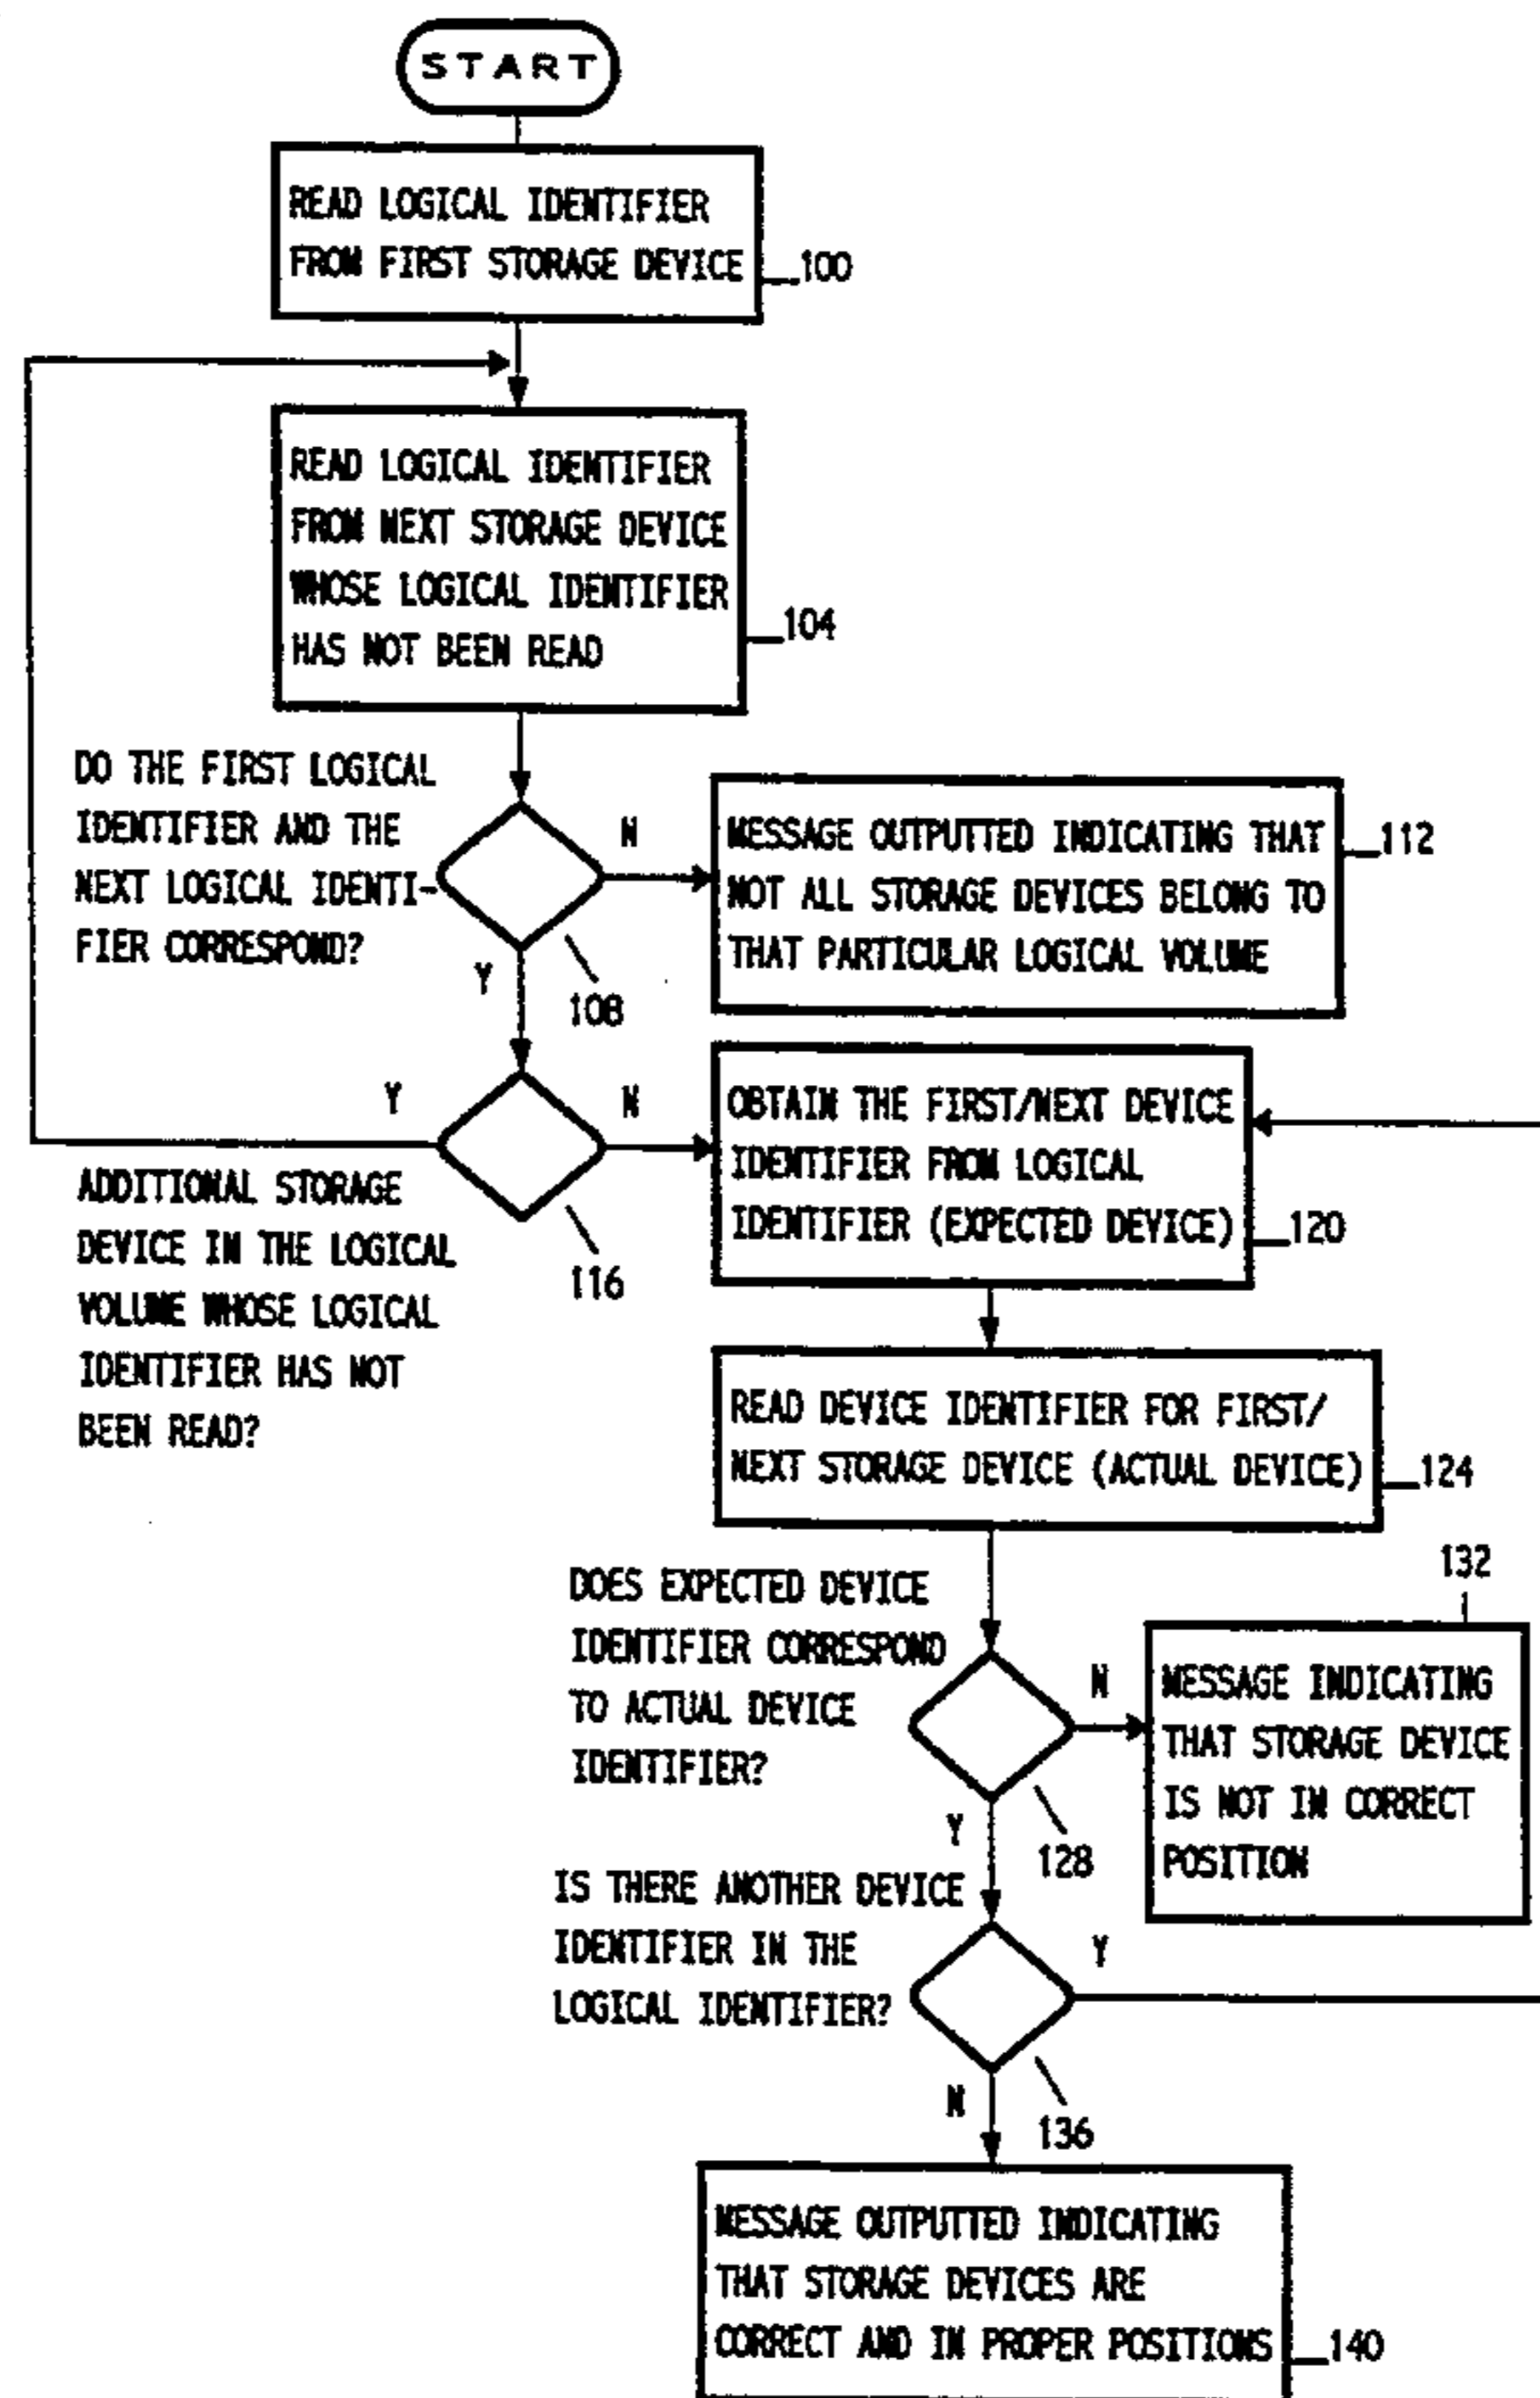 START
READ LOGICAL IDENTIFIER
FROM FIRST STORAGE DEVICE
100
READ LOGICAL IDENTIFIER
FROM NEXT STORAGE DEVICE
WHOSE LOGICAL IDENTIFIER
HAS NOT BEEN READ
104
DO THE FIRST LOGICAL
IDENTIFIER AND THE
NEXT LOGICAL IDENTI-
FIER CORRESPOND?
N
Y
108
MESSAGE OUTPUTTED INDICATING THAT
NOT ALL STORAGE DEVICES BELONG TO
THAT PARTICULAR LOGICAL VOLUME
112
Y
N
ADDITIONAL STORAGE
DEVICE IN THE LOGICAL
VOLUME WHOSE LOGICAL
IDENTIFIER HAS NOT
BEEN READ?
116
OBTAIN THE FIRST/NEXT DEVICE
IDENTIFIER FROM LOGICAL
IDENTIFIER (EXPECTED DEVICE)
120
READ DEVICE IDENTIFIER FOR FIRST/
NEXT STORAGE DEVICE (ACTUAL DEVICE)
124
DOES EXPECTED DEVICE
IDENTIFIER CORRESPOND
TO ACTUAL DEVICE
IDENTIFIER?
N
Y
128
132
MESSAGE INDICATING
THAT STORAGE DEVICE
IS NOT IN CORRECT
POSITION
IS THERE ANOTHER DEVICE
IDENTIFIER IN THE
LOGICAL IDENTIFIER?
Y
N
136
MESSAGE OUTPUTTED INDICATING
THAT STORAGE DEVICES ARE
CORRECT AND IN PROPER POSITIONS
140